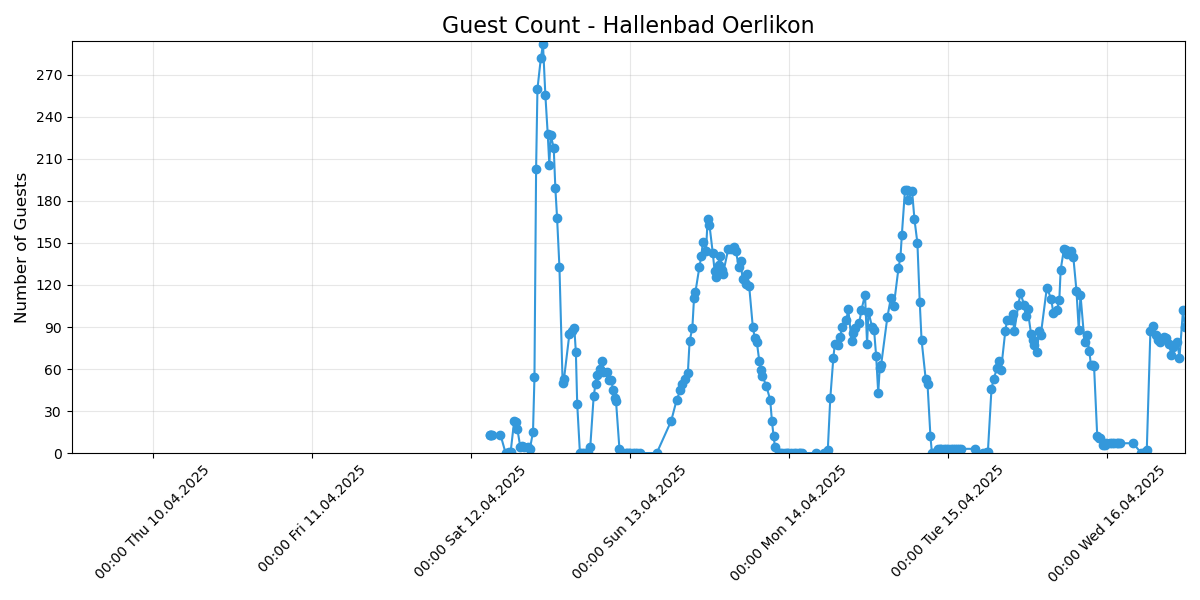 Guest Count - Hallenbad Oerlikon
Number of Guests
270
240
210
180
150
120
90
60
30
0
00:00 Thu 10.04.2025
00:00 Fri 11.04.2025
00:00 Sat 12.04.2025
00:00 Sun 13.04.2025
00:00 Mon 14.04.2025
00:00 Tue 15.04.2025
00:00 Wed 16.04.2025